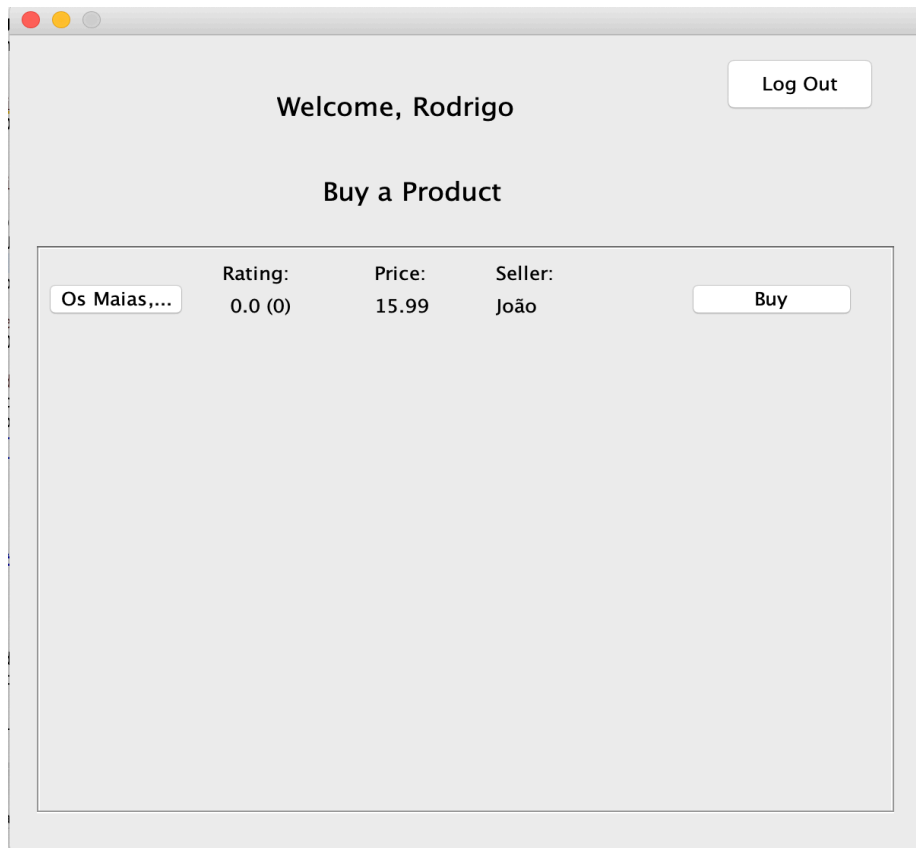 Log Out
Welcome, Rodrigo
Buy a Product
Rating: Price: Seller:
Os Maias,... 0.0 (0) 15.99 João Buy